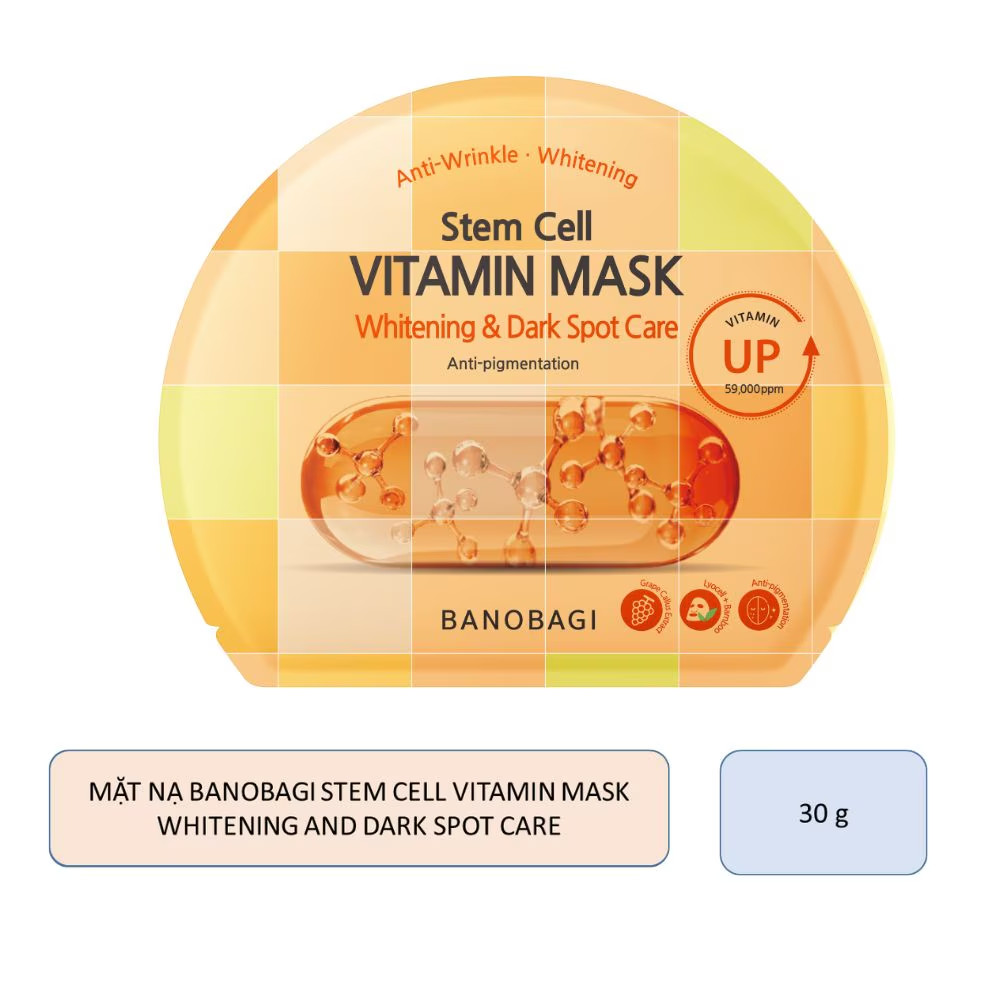 Anti-Wrinkle · Whitening
Stem Cell
VITAMIN MASK
Whitening & Dark Spot Care
Anti-pigmentation
VITAMIN
UP
59,000ppm
BANOBAGI
Grape Callus Extract
Lyocell + Bamboo
Anti-pigmentation
MẶT NẠ BANOBAGI STEM CELL VITAMIN MASK
WHITENING AND DARK SPOT CARE
30 g